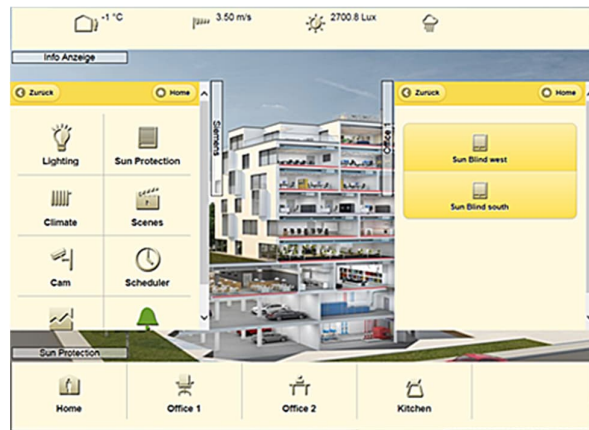 -1 °C
3.50 m/s
2700.8 Lux
Info Anzeige
Zurück
Home
Siemens
Office 1
Zurück
Home
Lighting
Sun Protection
Climate
Scenes
Cam
Scheduler
Sun Blind west
Sun Blind south
Sun Protection
Home
Office 1
Office 2
Kitchen